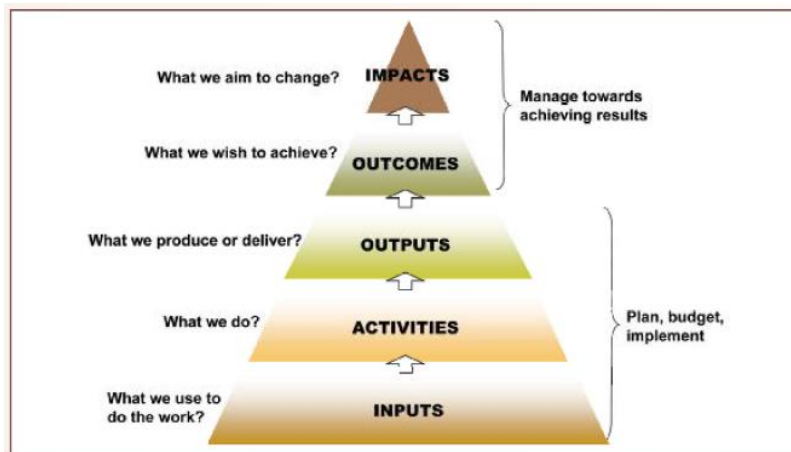 What we aim to change?
IMPACTS
Manage towards
achieving results
What we wish to achieve?
OUTCOMES
What we produce or deliver?
OUTPUTS
What we do?
ACTIVITIES
Plan, budget,
implement
What we use to
do the work?
INPUTS